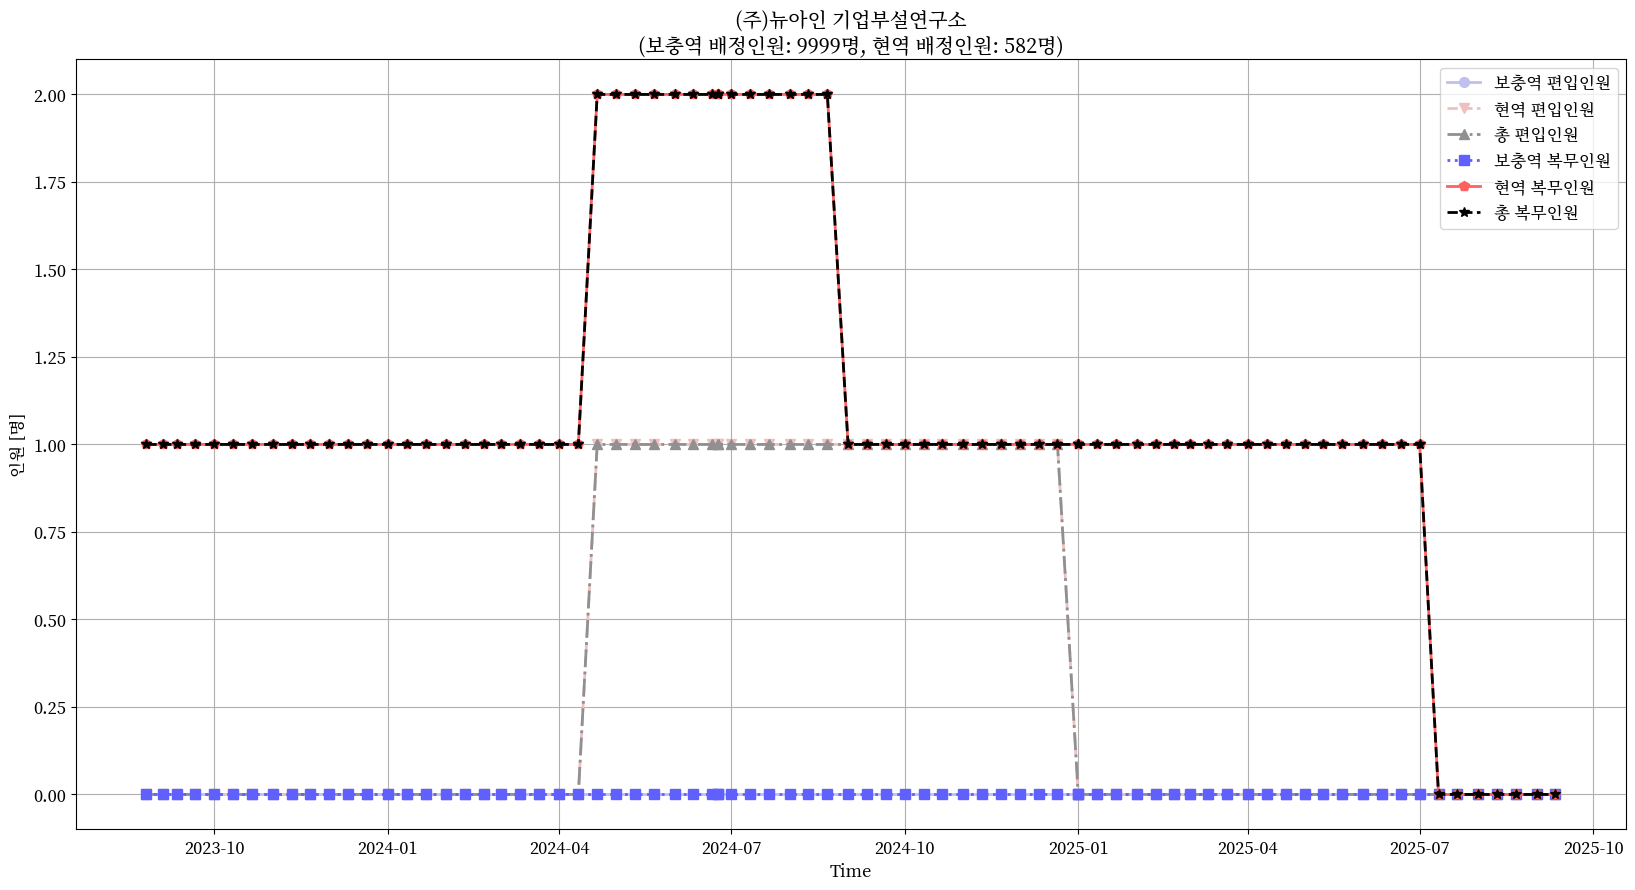 (주)뉴아인 기업부설연구소
(보충역 배정인원: 9999명, 현역 배정인원: 582명)
보충역 편입인원
현역 편입인원
총 편입인원
보충역 복무인원
현역 복무인원
총 복무인원
인원 [명]
2.00
1.75
1.50
1.25
1.00
0.75
0.50
0.25
0.00
2023-10
2024-01
2024-04
2024-07
2024-10
2025-01
2025-04
2025-07
2025-10
Time